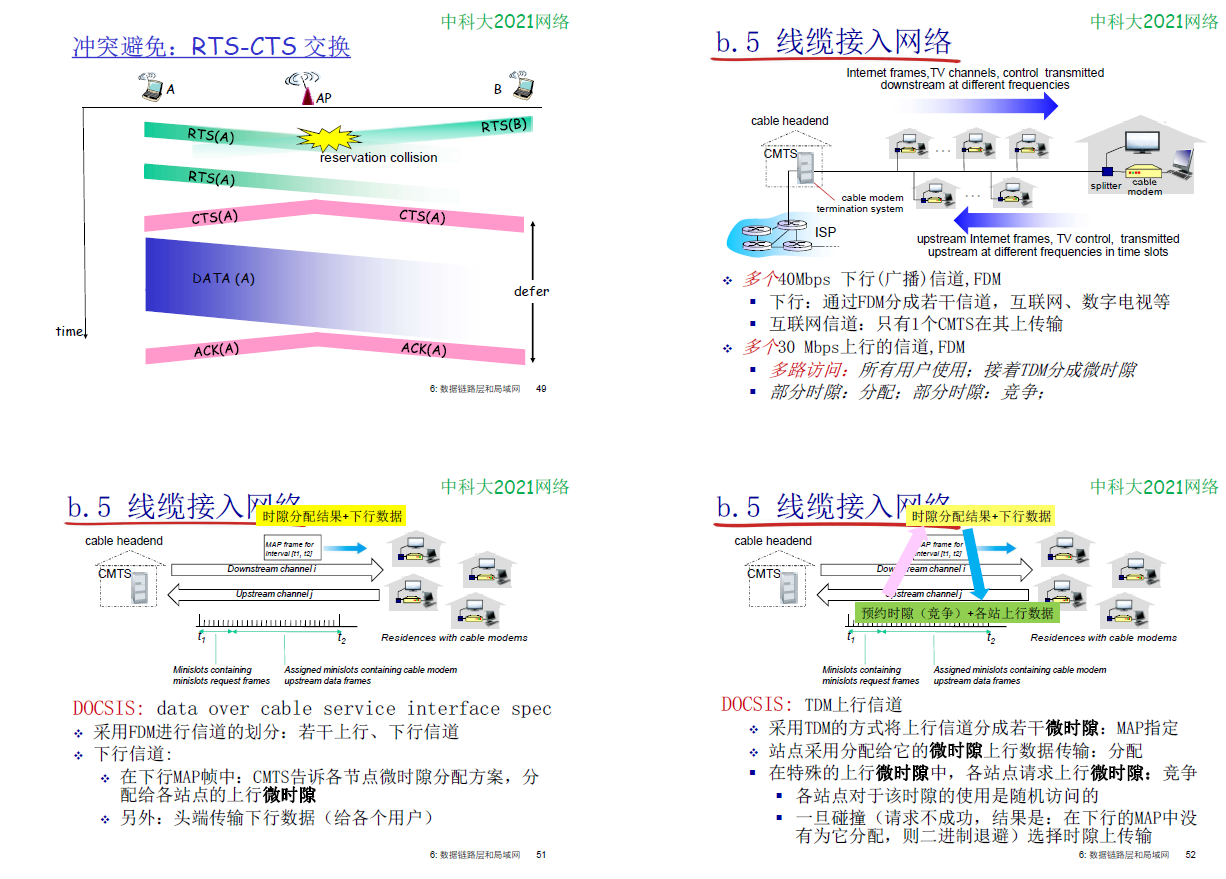 中科大2021网络
冲突避免：RTS-CTS 交换
A
AP
B
RTS(A)
RTS(B)
reservation collision
RTS(A)
CTS(A)
CTS(A)
DATA (A)
defer
time
ACK(A)
ACK(A)
6: 数据链路层和局域网 49
中科大2021网络
b.5 线缆接入网络
Internet frames,TV channels, control transmitted
downstream at different frequencies
cable headend
CMTS
splitter
cable
modem
cable modem
termination system
ISP
upstream Internet frames, TV control, transmitted
upstream at different frequencies in time slots
❖ 多个40Mbps 下行(广播)信道,FDM
▪ 下行：通过FDM分成若干信道，互联网、数字电视等
▪ 互联网信道：只有1个CMTS在其上传输
❖ 多个30 Mbps上行的信道,FDM
▪ 多路访问：所有用户使用；接着TDM分成微时隙
▪ 部分时隙：分配；部分时隙：竞争；
中科大2021网络
b.5 线缆接入网络
时隙分配结果+下行数据
cable headend
MAP frame for
Interval [t1, t2]
CMTS
Downstream channel i
Upstream channel j
t1
t2
Residences with cable modems
Minislots containing
minislots request frames
Assigned minislots containing cable modem
upstream data frames
DOCSIS: data over cable service interface spec
❖ 采用FDM进行信道的划分：若干上行、下行信道
❖ 下行信道:
❖ 在下行MAP帧中：CMTS告诉各节点微时隙分配方案，分
配给各站点的上行微时隙
❖ 另外：头端传输下行数据（给各个用户）
6: 数据链路层和局域网 51
中科大2021网络
b.5 线缆接入网络
时隙分配结果+下行数据
cable headend
MAP frame for
Interval [t1, t2]
CMTS
Downstream channel i
Upstream channel j
预约时隙（竞争）+各站上行数据
t1
t2
Residences with cable modems
Minislots containing
minislots request frames
Assigned minislots containing cable modem
upstream data frames
DOCSIS: TDM上行信道
❖ 采用TDM的方式将上行信道分成若干微时隙：MAP指定
❖ 站点采用分配给它的微时隙上行数据传输：分配
▪ 在特殊的上行微时隙中，各站点请求上行微时隙：竞争
▪ 各站点对于该时隙的使用是随机访问的
▪ 一旦碰撞（请求不成功，结果是：在下行的MAP中没
有为它分配，则二进制退避）选择时隙上传输
6: 数据链路层和局域网 52